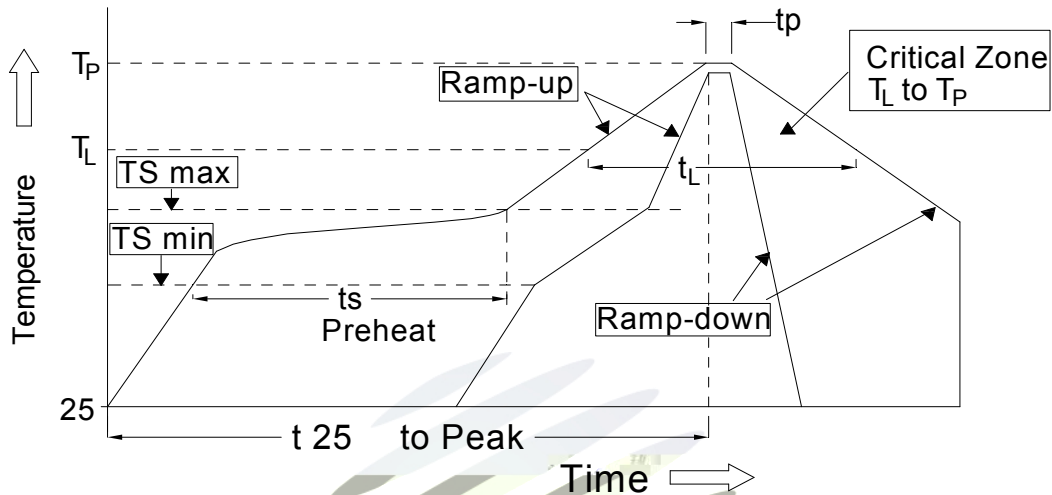 tp
Critical Zone
TL to TP
TP
Ramp-up
TL
tL
TS max
TS min
ts
Preheat
Ramp-down
25
t 25 to Peak
Time
Temperature